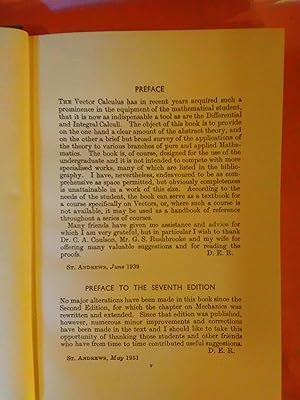 PREFACE
THE Vector Calculus has in recent years acquired such a
prominence in the equipment of the mathematical student,
that it is now as indispensable a tool as are the Differential
and Integral Calculi. The object of this book is to provide
on the one hand a clear amount of the abstract theory, and
on the other a brief but broad survey of the applications of
the theory to various branches of pure and applied Mathe-
matics. The book is, of course, designed for the use of the
undergraduate and it is not intended to compete with more
specialised works, many of which are listed in the biblio-
graphy. I have, nevertheless, endeavoured to be as com-
prehensive as space permitted, but obviously completeness
is unattainable in a work of this size. According to the
needs of the student, the book can serve as a textbook for
a course specifically on Vectors, or, where such a course is
not available, it may be used as a handbook of reference
throughout a series of courses.
Many friends have given me assistance and advice for
which I am very grateful, but in particular I wish to thank
Dr. C. A. Coulson, Mr. G. S. Rushbrooke and my wife for
offering many valuable suggestions and for reading the
proofs.
D. E. R.
ST. ANDREWS, June 1939
PREFACE TO THE SEVENTH EDITION
No major alterations have been made in this book since the
Second Edition, for which the chapter on Mechanics was
rewritten and extended. Since that edition was published,
however, numerous minor improvements and corrections
have been made in the text and I should like to take this
opportunity of thanking those students and other friends
who have from time to time contributed useful suggestions.
D. E. R.
ST. ANDREWS, May 1951
v